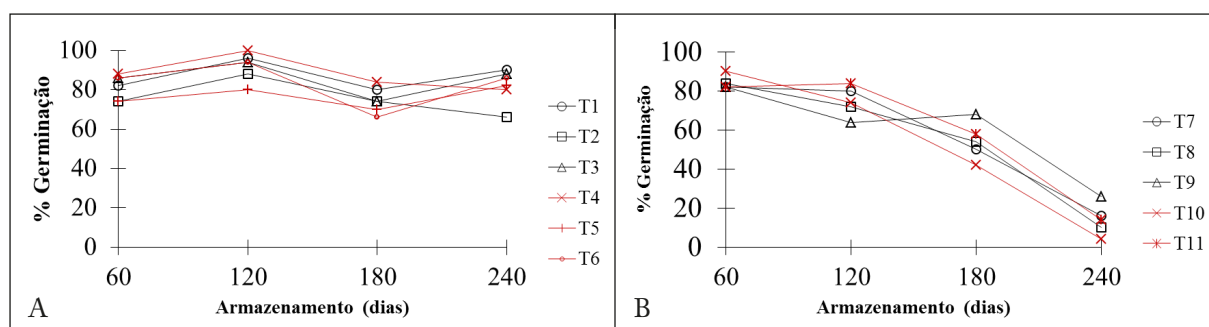 % Germinação
100
80
60
40
20
0
60 120 180 240
Armazenamento (dias)
T1
T2
T3
T4
T5
T6
A
% Germinação
100
80
60
40
20
0
60 120 180 240
Armazenamento (dias)
T7
T8
T9
T10
T11
B